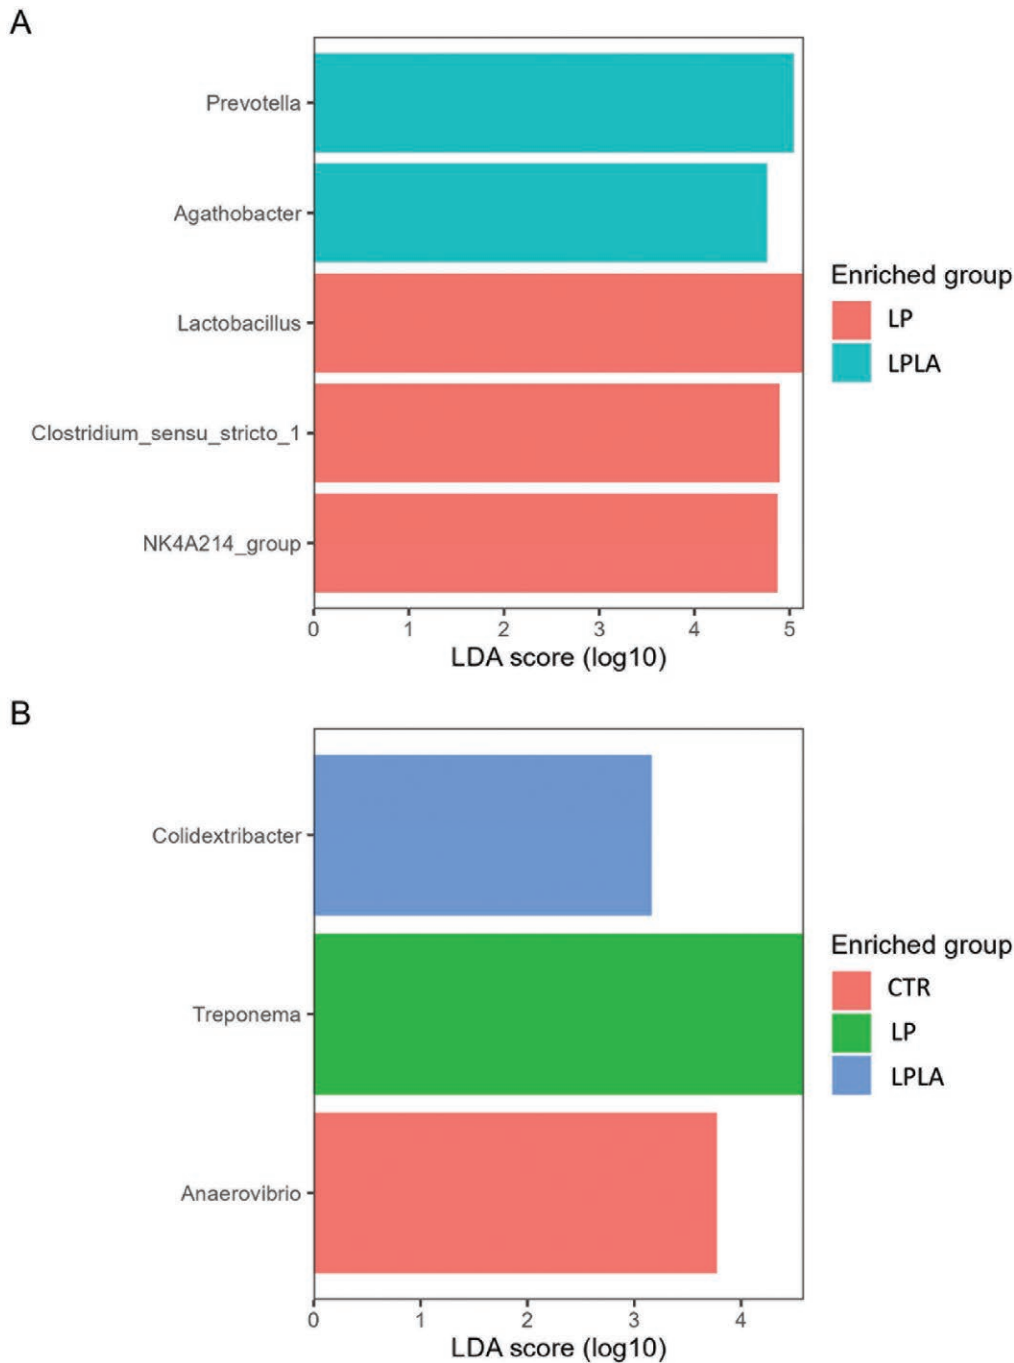 A
Prevotella
Agathobacter
Lactobacillus
Clostridium_sensu_stricto_1
NK4A214_group
0 1 2 3 4 5
LDA score (log10)
Enriched group
LP
LPLA
B
Colidextribacter
Treponema
Anaerovibrio
0 1 2 3 4
LDA score (log10)
Enriched group
CTR
LP
LPLA